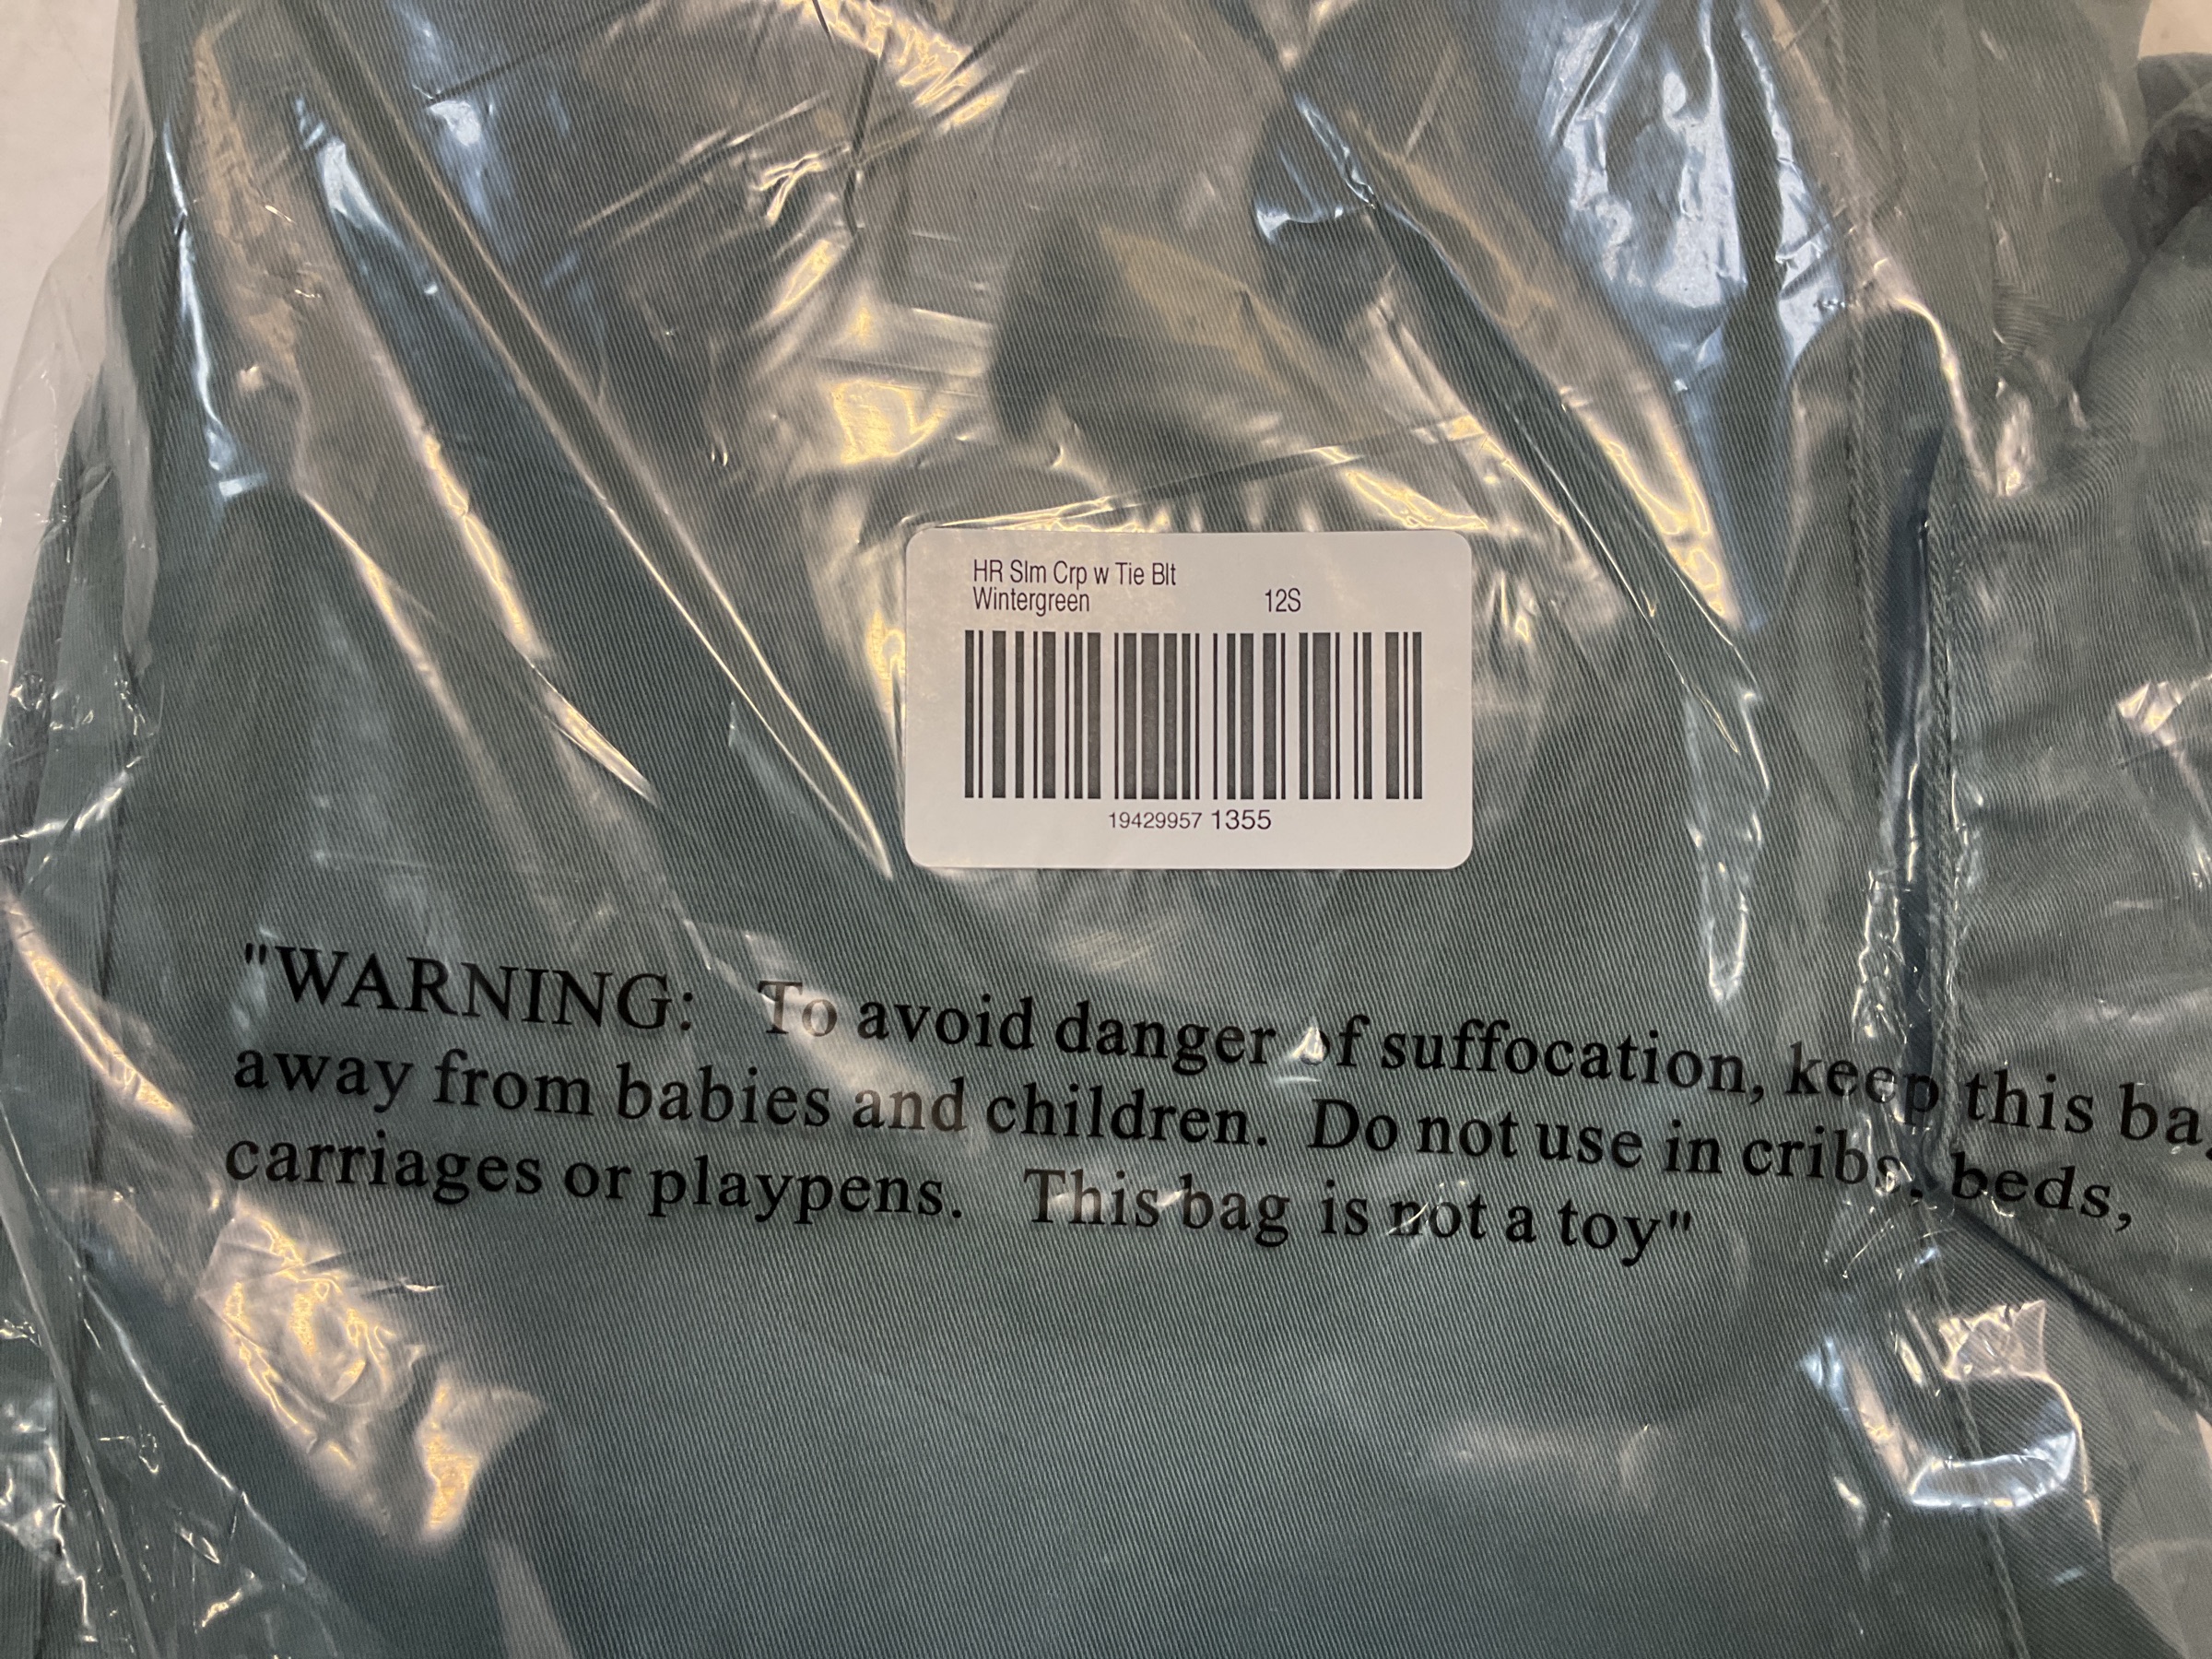 HR Slm Crp w Tie Blt
Wintergreen 12S
19429957 1355
"WARNING: To avoid danger of suffocation, keep this
away from babies and children. Do not use in cribs, beds,
carriages or playpens. This bag is not a toy"